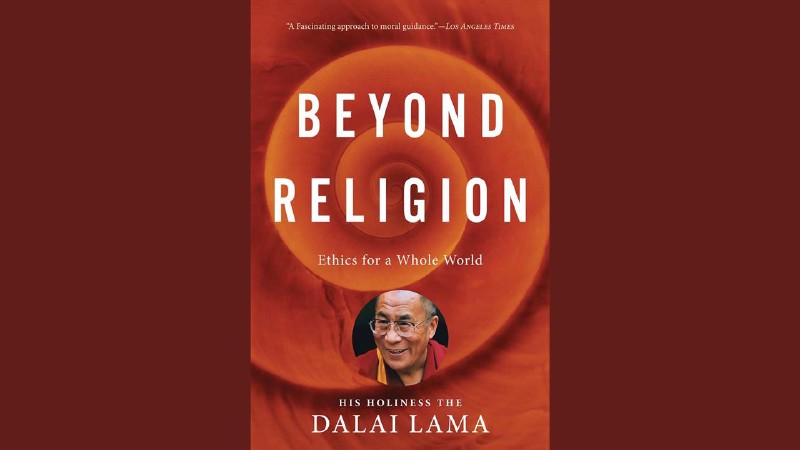 "A Fascinating approach to moral guidance."—Los Angeles Times
BEYOND
RELIGION
Ethics for a Whole World
HIS HOLINESS THE
DALAI LAMA